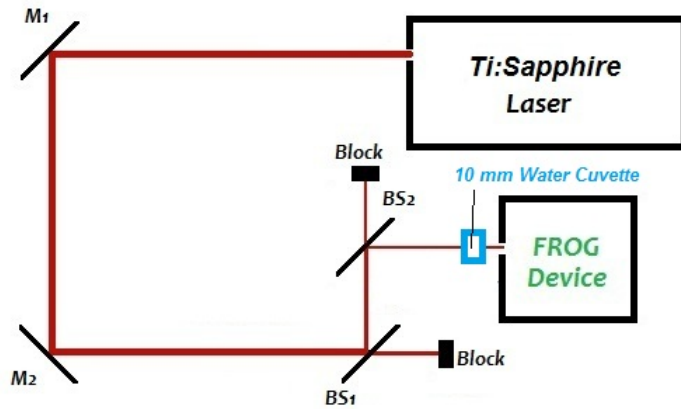 M1
Ti:Sapphire
Laser
Block
10 mm Water Cuvette
BS2
FROG
Device
Block
M2
BS1